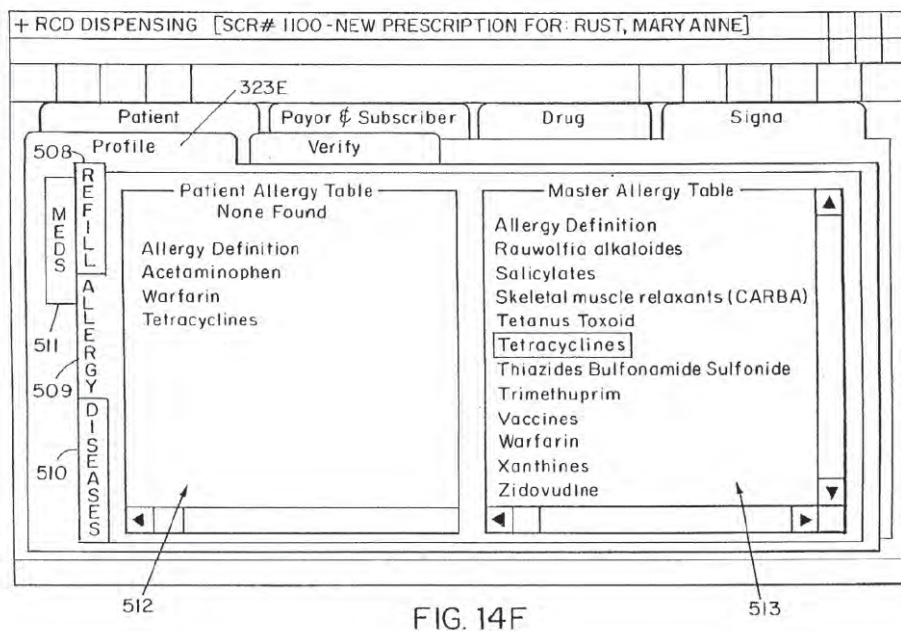 + RCD DISPENSING [SCR# 1100-NEW PRESCRIPTION FOR: RUST, MARY ANNE]
323E
Patient
Payor & Subscriber
Drug
Signa
Profile
Verify
508
REFILL
MEDS
ALLERGY
DISEASES
511
509
510
Patient Allergy Table
None Found
Allergy Definition
Acetaminophen
Warfarin
Tetracyclines
Master Allergy Table
Allergy Definition
Rauwolfia alkaloides
Salicylates
Skeletal muscle relaxants (CARBA)
Tetanus Toxoid
Tetracyclines
Thiazides Bulfonamide Sulfonide
Trimethuprim
Vaccines
Warfarin
Xanthines
Zidovudine
512
513
FIG. 14F